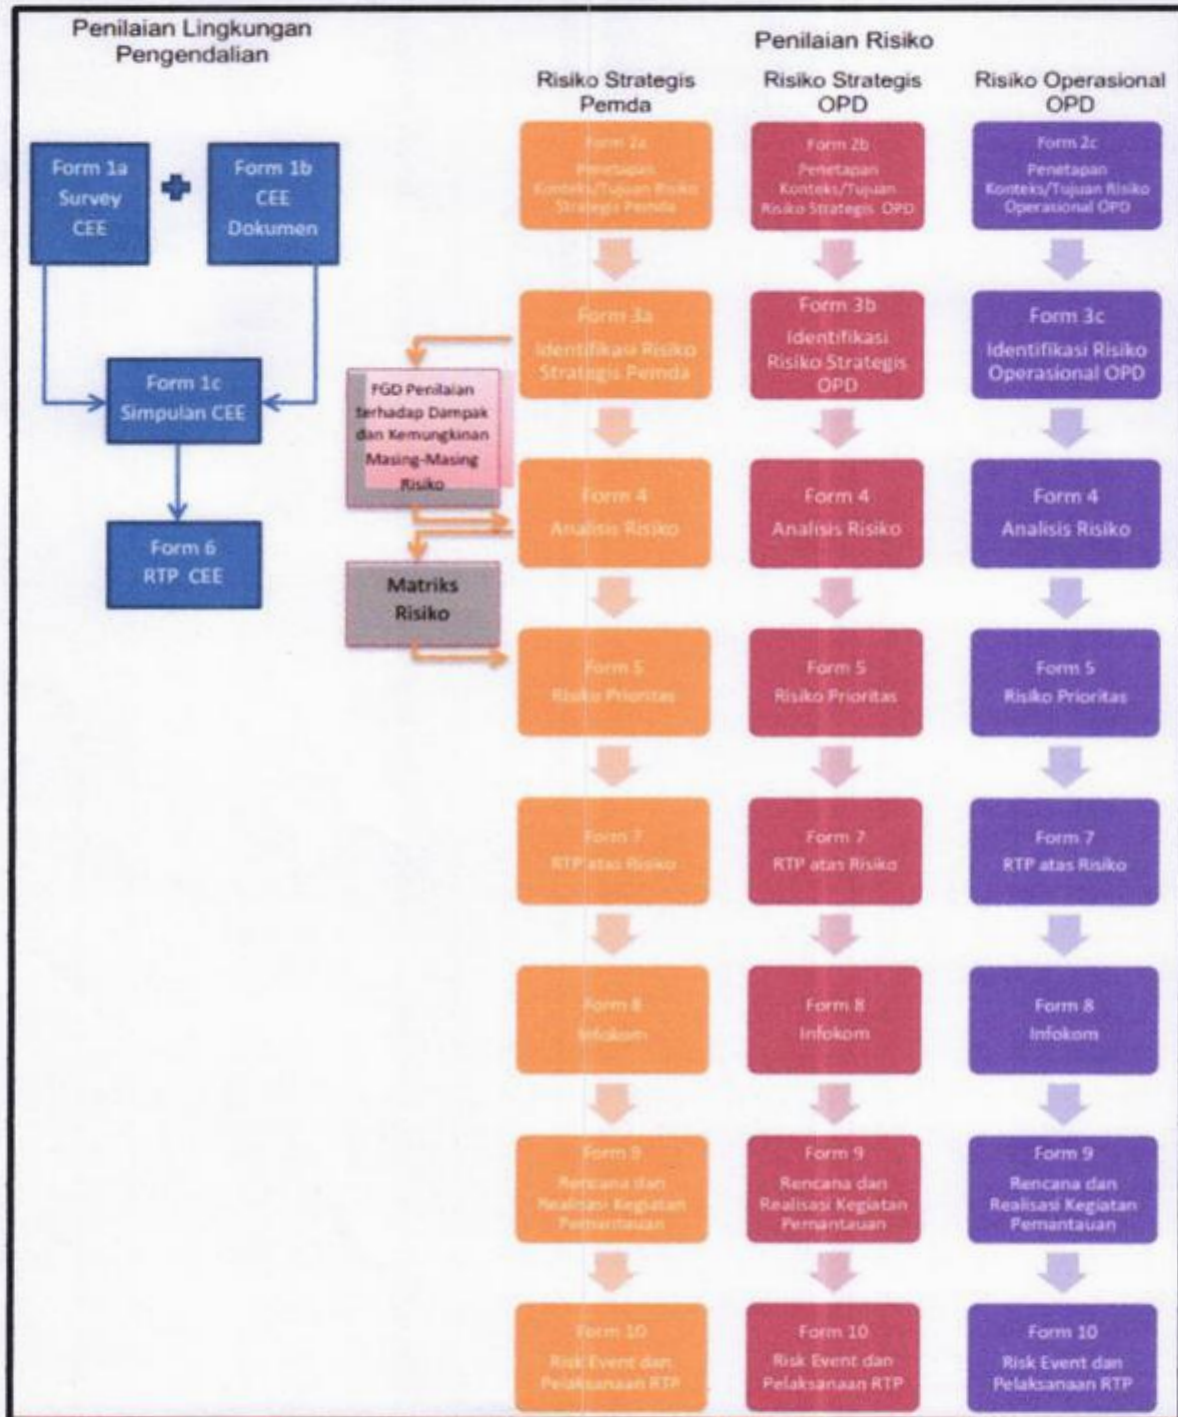 Penilaian Lingkungan
Pengendalian
Form 1a
Survey
CEE
Form 1b
CEE
Dokumen
Form 1c
Simpulan CEE
Form 6
RTP CEE
Penilaian Risiko
Risiko Strategis
Pemda
Form 2a
Penetapan
Konteks/Tujuan Risiko
Strategis Pemda
Form 3a
Identifikasi Risiko
Strategis Pemda
FGD Penilaian
terhadap Dampak
dan Kemungkinan
Masing-Masing
Risiko
Form 4
Analisis Risiko
Matriks
Risiko
Form 5
Risiko Prioritas
Form 7
RTP atas Risiko
Form 8
Infokom
Form 9
Rencana dan
Realisasi Kegiatan
Pemantauan
Form 10
Risk Event dan
Pelaksanaan RTP
Risiko Strategis
OPD
Form 2b
Penetapan
Konteks/Tujuan
Risiko Strategis OPD
Form 3b
Identifikasi
Risiko Strategis
OPD
Form 4
Analisis Risiko
Form 5
Risiko Prioritas
Form 7
RTP atas Risiko
Form 8
Infokom
Form 9
Rencana dan
Realisasi Kegiatan
Pemantauan
Form 10
Risk Event dan
Pelaksanaan RTP
Risiko Operasional
OPD
Form 2c
Penetapan
Konteks/Tujuan Risiko
Operasional OPD
Form 3c
Identifikasi Risiko
Operasional OPD
Form 4
Analisis Risiko
Form 5
Risiko Prioritas
Form 7
RTP atas Risiko
Form 8
Infokom
Form 9
Rencana dan
Realisasi Kegiatan
Pemantauan
Form 10
Risk Event dan
Pelaksanaan RTP